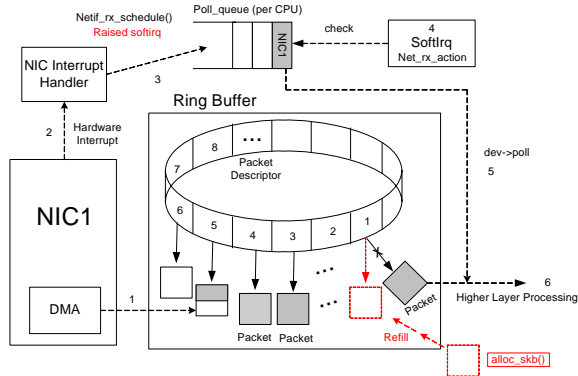 Netif_rx_schedule()
Raised softirq
Poll_queue (per CPU)
NIC1
check
4
SoftIrq
Net_rx_action
NIC Interrupt
Handler
3
2
Hardware
Interrupt
Ring Buffer
dev->poll
5
NIC1
DMA
1
8
...
7
Packet
Descriptor
6
5
4
3
2
1
x
...
...
Packet
Packet
Packet
6
Higher Layer Processing
Refill
alloc_skb()